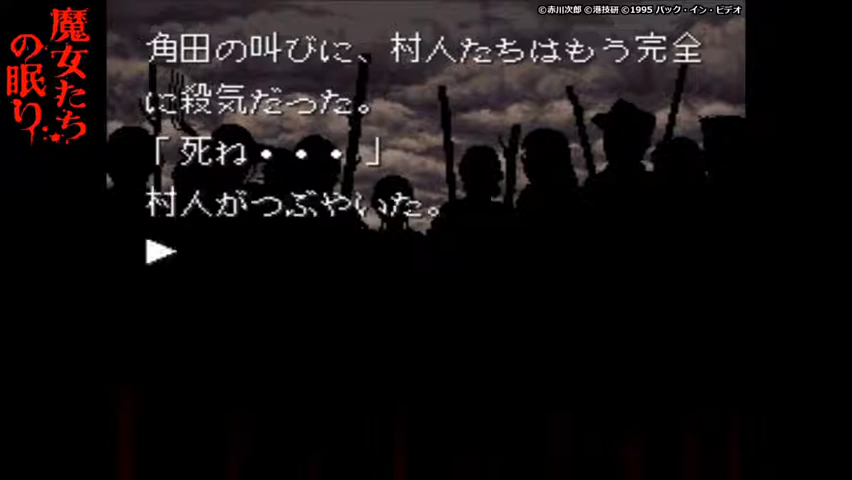 ©赤川次郎 ©港技研 ©1995 パック・イン・ビデオ
魔女たち
の眠り
角田の叫びに、村人たちはもう完全
に殺気だった。
「死ね・・・」
村人がつぶやいた。